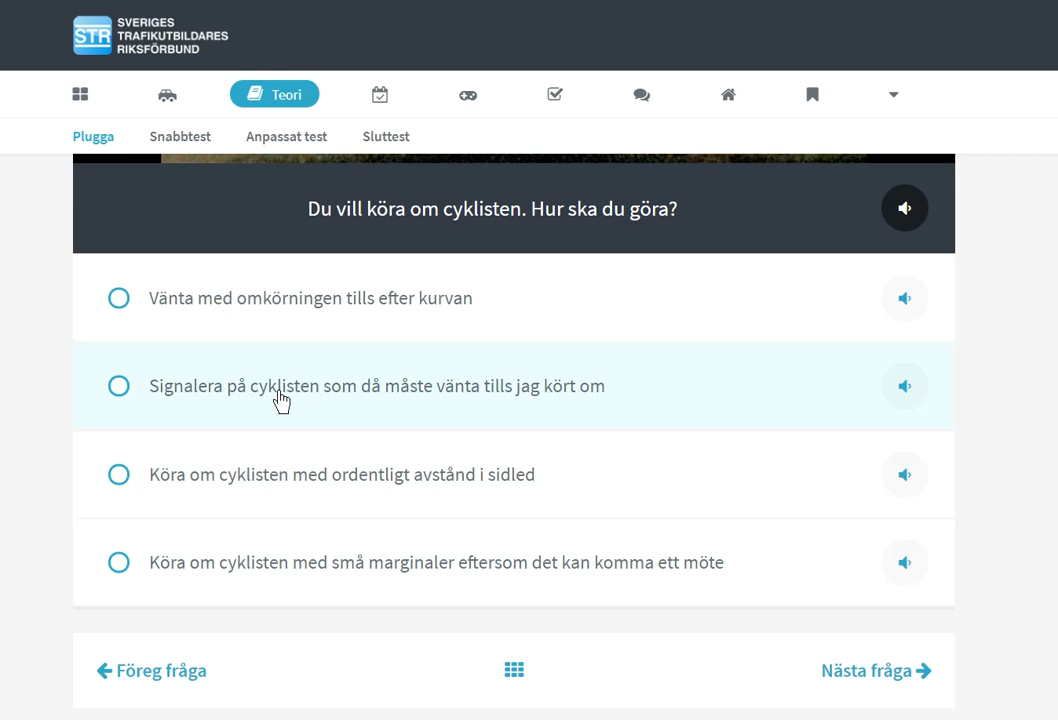 STR
SVERIGES
TRAFIKUTBILDARES
RIKSFÖRBUND
Teori
Plugga Snabbtest Anpassat test Sluttest
Du vill köra om cyklisten. Hur ska du göra?
Vänta med omkörningen tills efter kurvan
Signalera på cyklisten som då måste vänta tills jag kört om
Köra om cyklisten med ordentligt avstånd i sidled
Köra om cyklisten med små marginaler eftersom det kan komma ett möte
Föreg fråga Nästa fråga